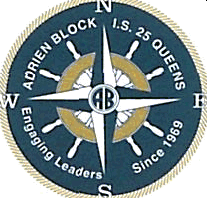 N
ADRIEN BLOCK I.S. 25 QUEENS
W
AB
E
Engaging Leaders
Since 1969
S